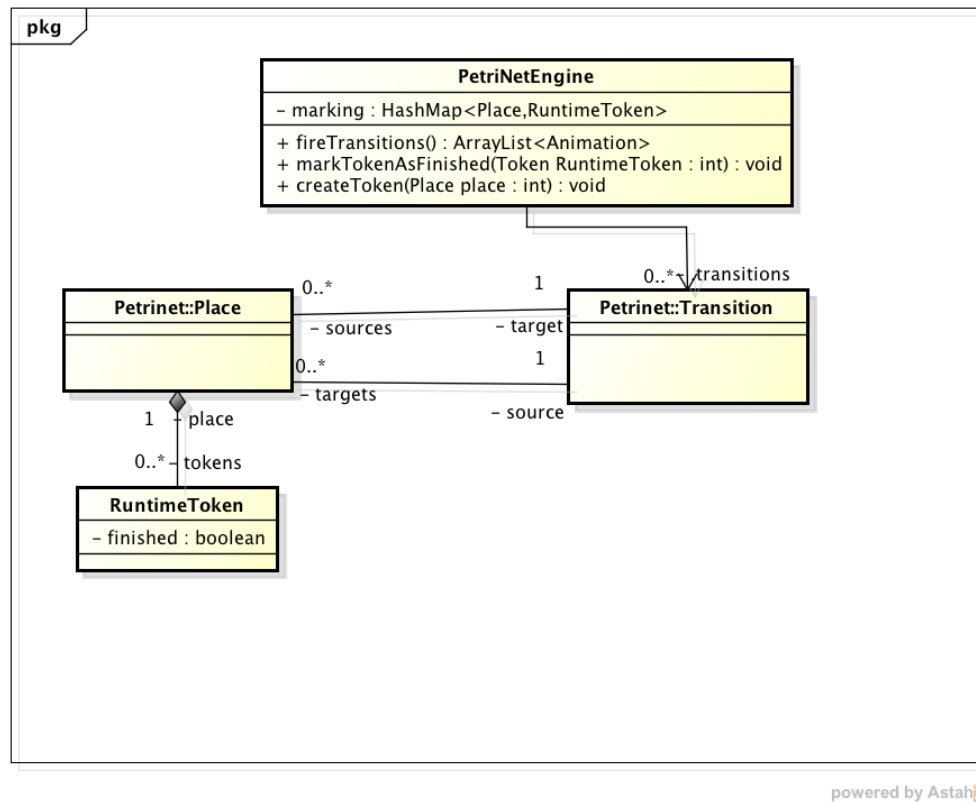 pkg
PetriNetEngine
- marking : HashMap<Place,RuntimeToken>
+ fireTransitions() : ArrayList<Animation>
+ markTokenAsFinished(Token RuntimeToken : int) : void
+ createToken(Place place : int) : void
0..* - transitions
0..*
1
Petrinet::Place
Petrinet::Transition
- sources
- target
0..*
1
- targets
- source
1 - place
0..* - tokens
RuntimeToken
- finished : boolean
powered by Astah